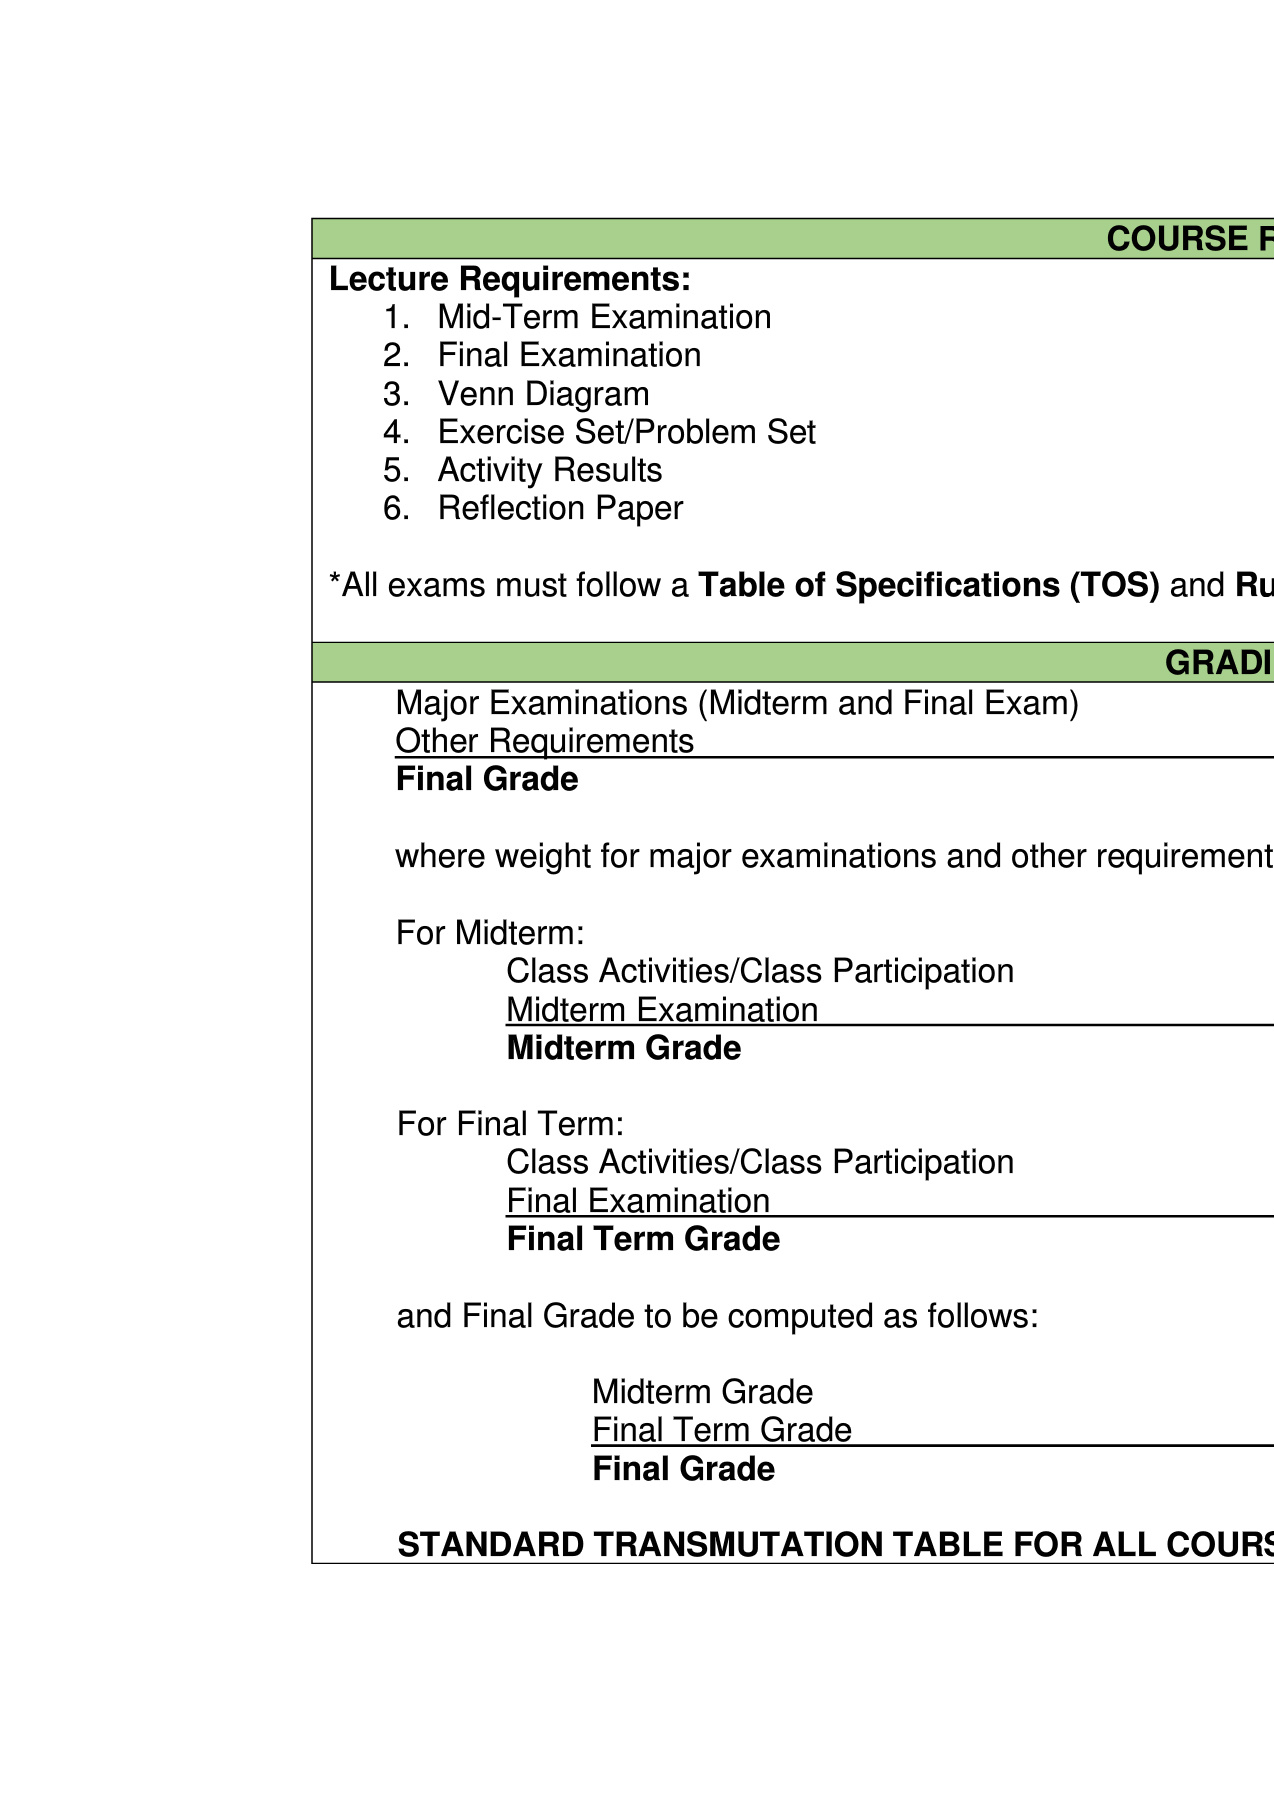 COURSE R
Lecture Requirements:
1. Mid-Term Examination
2. Final Examination
3. Venn Diagram
4. Exercise Set/Problem Set
5. Activity Results
6. Reflection Paper
*All exams must follow a Table of Specifications (TOS) and Ru
GRADI
Major Examinations (Midterm and Final Exam)
Other Requirements
Final Grade
where weight for major examinations and other requirement
For Midterm:
Class Activities/Class Participation
Midterm Examination
Midterm Grade
For Final Term:
Class Activities/Class Participation
Final Examination
Final Term Grade
and Final Grade to be computed as follows:
Midterm Grade
Final Term Grade
Final Grade
STANDARD TRANSMUTATION TABLE FOR ALL COURS